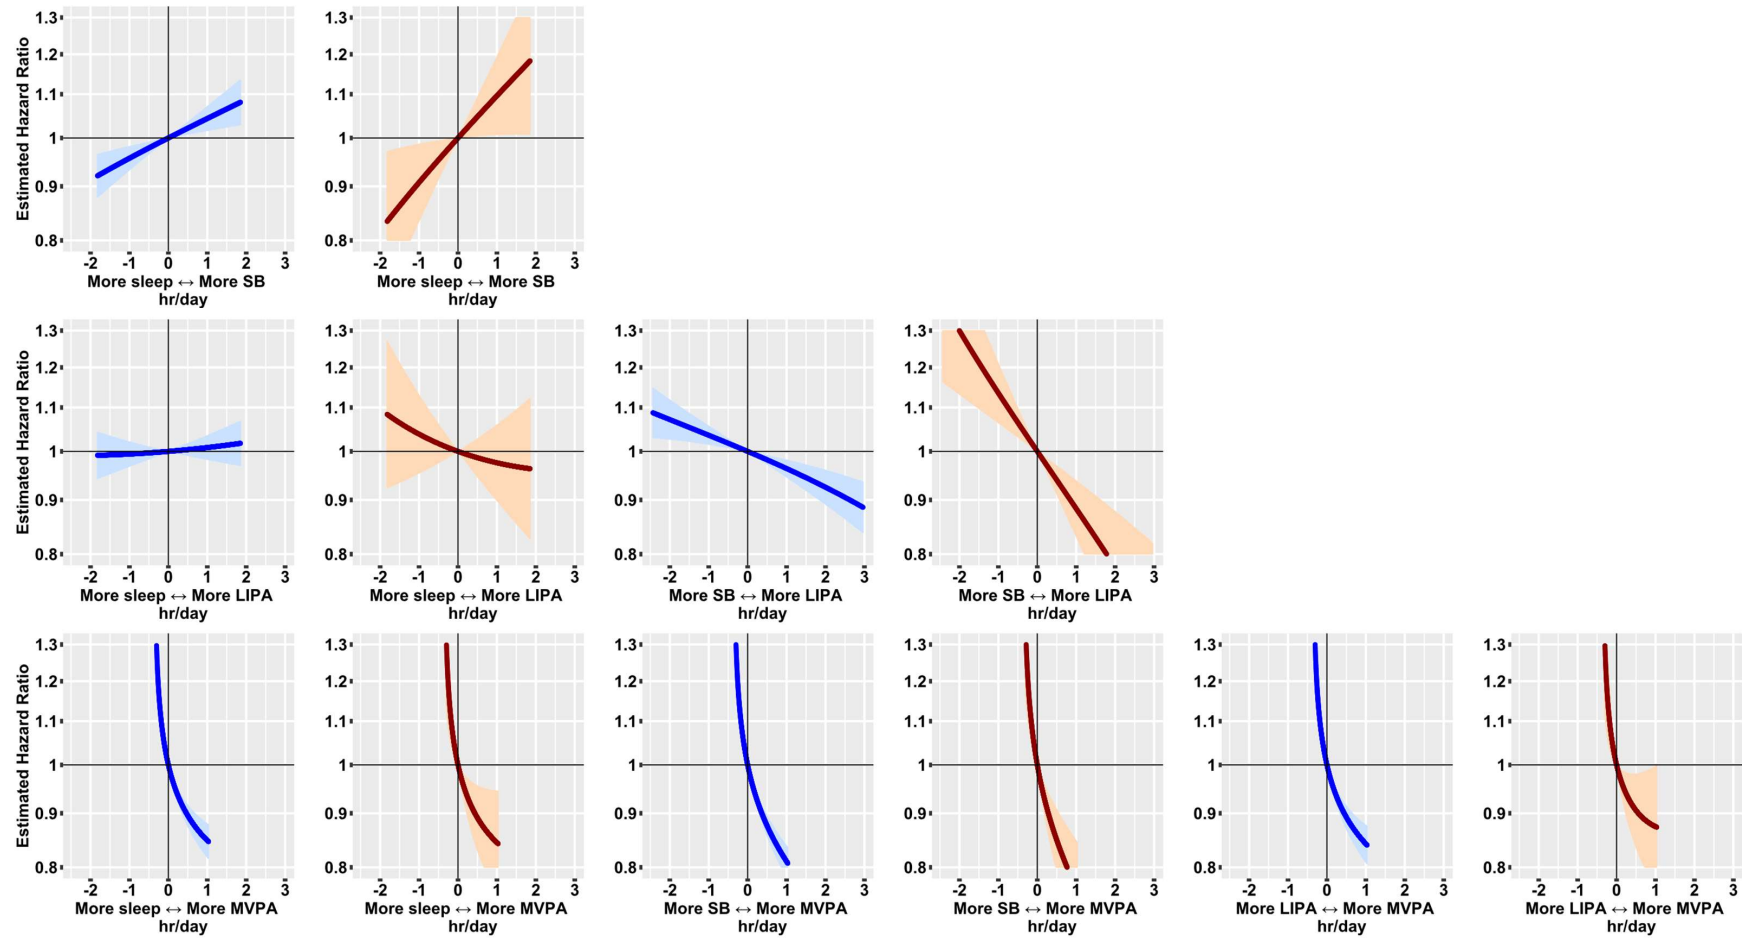 Estimated Hazard Ratio
1.3
1.2
1.1
1
0.9
0.8
-2 -1 0 1 2 3
More sleep ↔ More SB
hr/day
1.3
1.2
1.1
1
0.9
0.8
-2 -1 0 1 2 3
More sleep ↔ More SB
hr/day
Estimated Hazard Ratio
1.3
1.2
1.1
1
0.9
0.8
-2 -1 0 1 2 3
More sleep ↔ More LIPA
hr/day
1.3
1.2
1.1
1
0.9
0.8
-2 -1 0 1 2 3
More sleep ↔ More LIPA
hr/day
1.3
1.2
1.1
1
0.9
0.8
-2 -1 0 1 2 3
More SB ↔ More LIPA
hr/day
1.3
1.2
1.1
1
0.9
0.8
-2 -1 0 1 2 3
More SB ↔ More LIPA
hr/day
Estimated Hazard Ratio
1.3
1.2
1.1
1
0.9
0.8
-2 -1 0 1 2 3
More sleep ↔ More MVPA
hr/day
1.3
1.2
1.1
1
0.9
0.8
-2 -1 0 1 2 3
More sleep ↔ More MVPA
hr/day
1.3
1.2
1.1
1
0.9
0.8
-2 -1 0 1 2 3
More SB ↔ More MVPA
hr/day
1.3
1.2
1.1
1
0.9
0.8
-2 -1 0 1 2 3
More SB ↔ More MVPA
hr/day
1.3
1.2
1.1
1
0.9
0.8
-2 -1 0 1 2 3
More LIPA ↔ More MVPA
hr/day
1.3
1.2
1.1
1
0.9
0.8
-2 -1 0 1 2 3
More LIPA ↔ More MVPA
hr/day